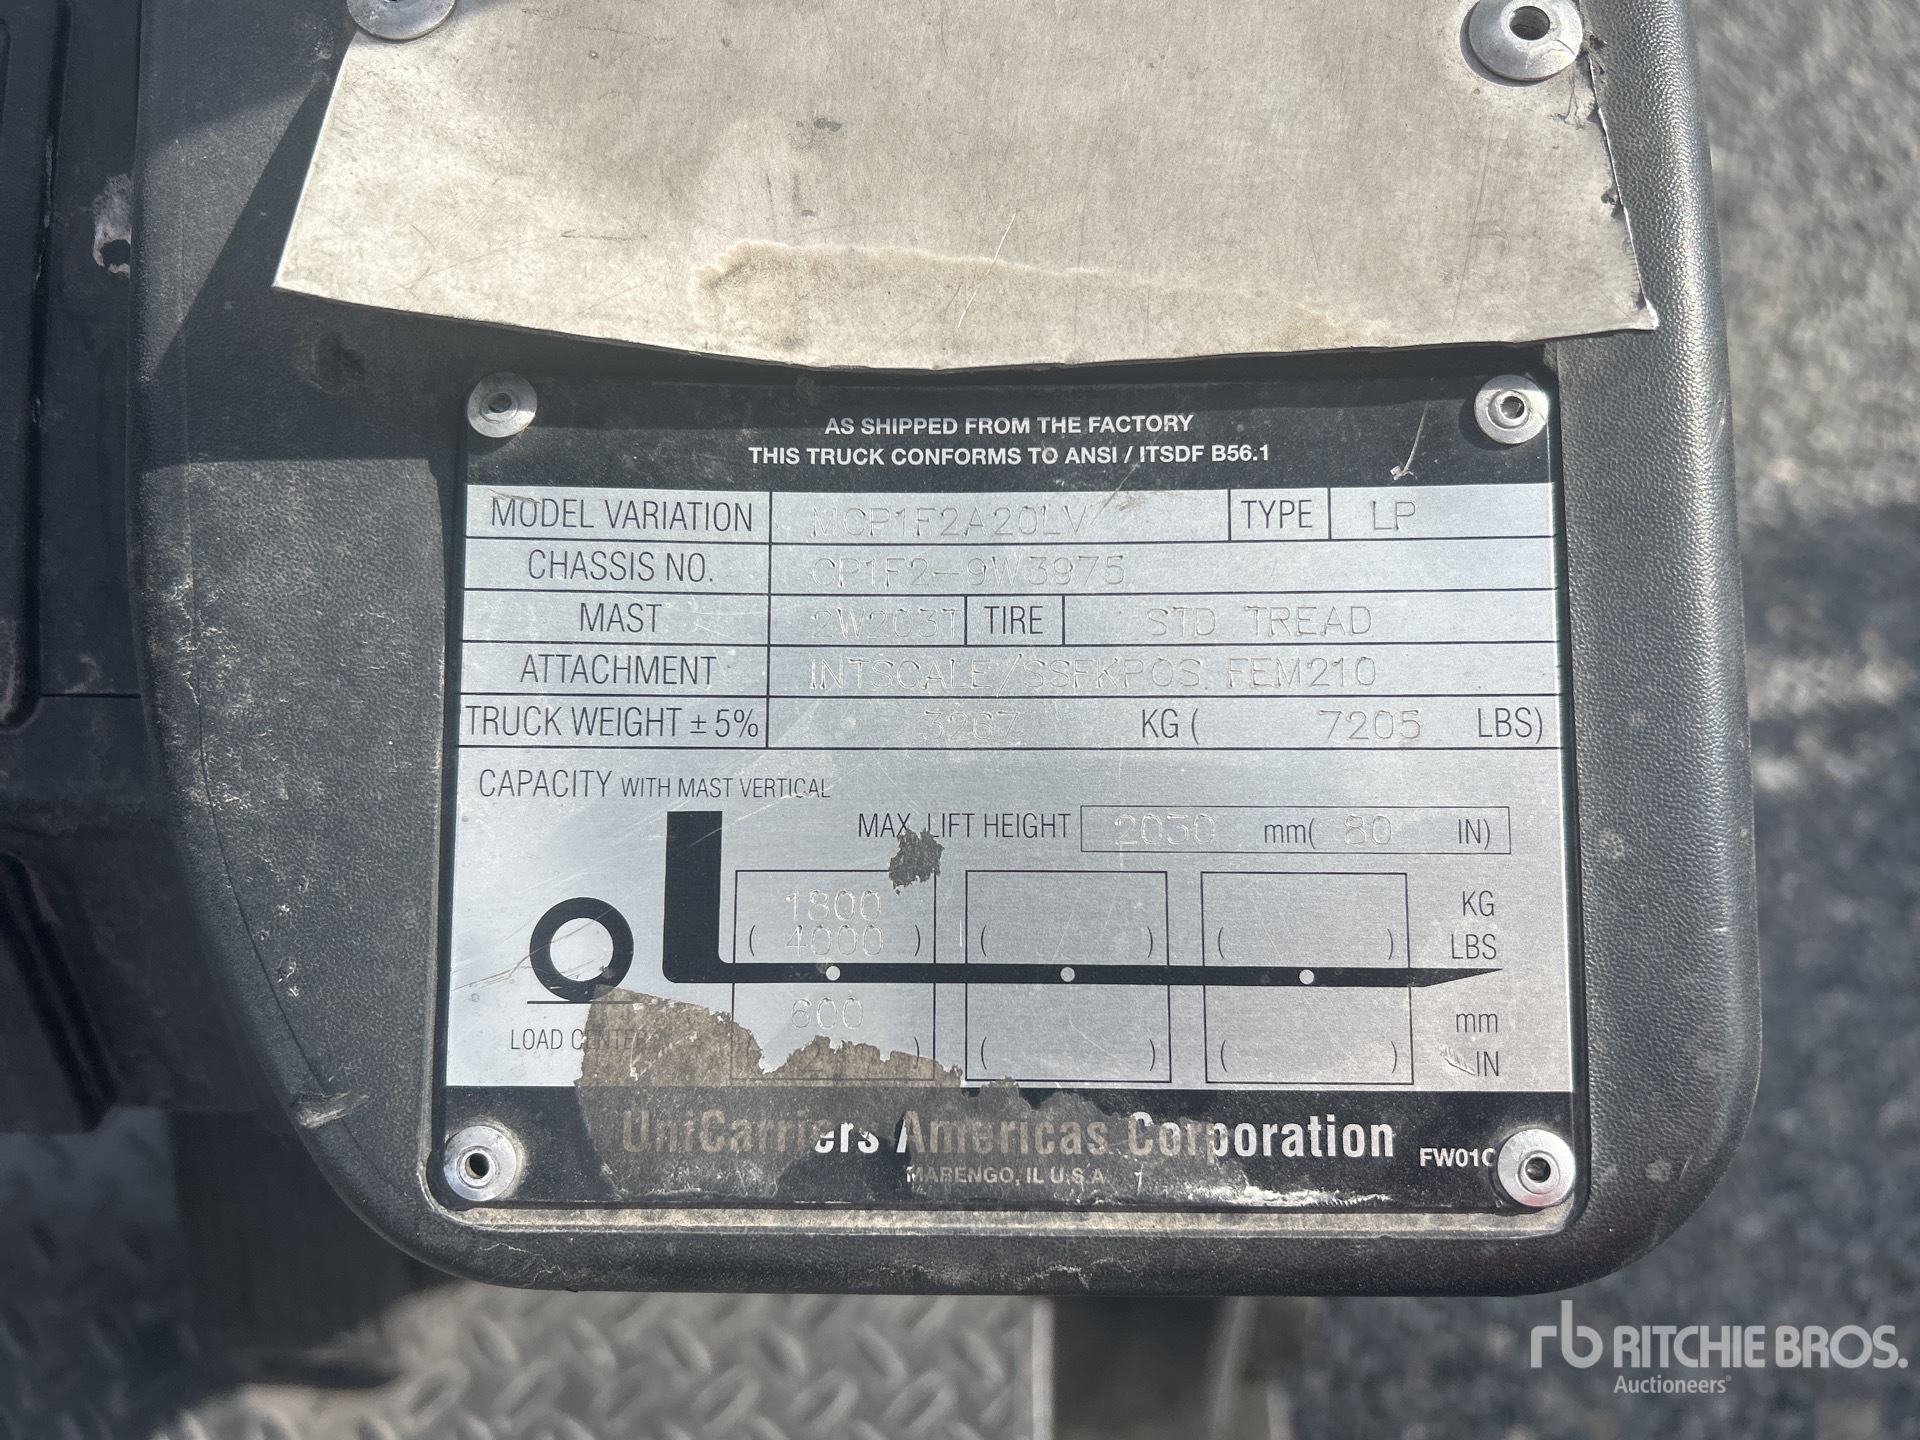 AS SHIPPED FROM THE FACTORY
THIS TRUCK CONFORMS TO ANSI / ITSDF B56.1
MODEL VARIATION MCP1F2A20LV TYPE LP
CHASSIS NO. CP1F2-9W3975
MAST TIRE STD TREAD
ATTACHMENT INTSCALE/SSFKPOS FEM210
TRUCK WEIGHT ± 5% 3267 KG ( 7205 LBS)
CAPACITY WITH MAST VERTICAL
MAX. LIFT HEIGHT 2030 mm( 80 IN)
1800 KG
( 4000 ) ( ) ( ) LBS
600 mm
LOAD CENTER ) ( ) ( ) IN
UniCarriers Americas Corporation
MARENGO, IL U.S.A.
rb RITCHIE BROS.
Auctioneers